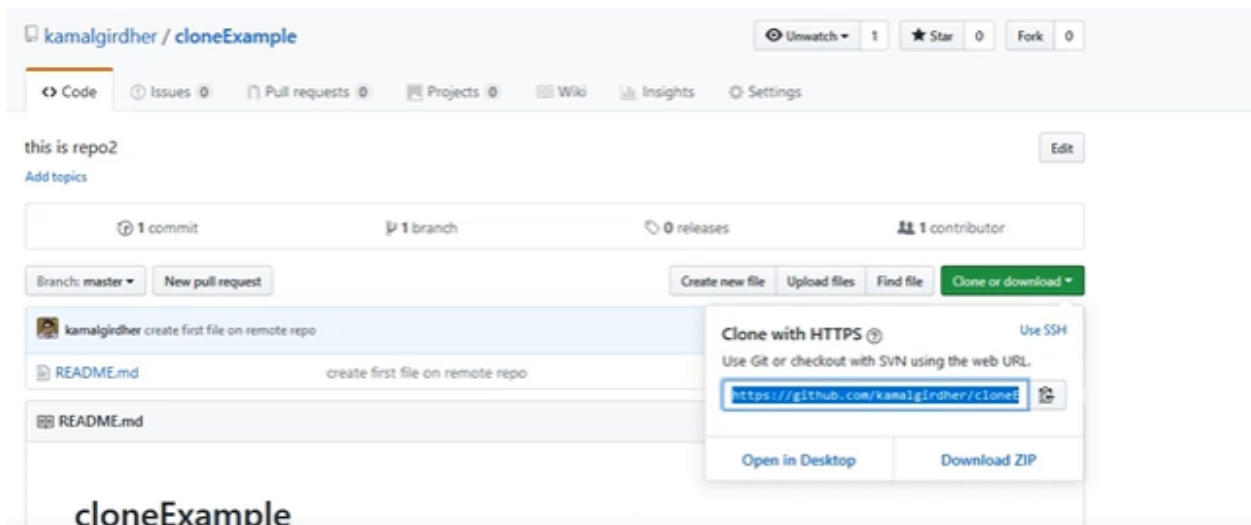 kamalgirdher / cloneExample
Unwatch 1 Star 0 Fork 0
Code Issues 0 Pull requests 0 Projects 0 Wiki Insights Settings
this is repo2
Edit
Add topics
1 commit 1 branch 0 releases 1 contributor
Branch: master New pull request Create new file Upload files Find file Clone or download
kamalgirdher create first file on remote repo
README.md create first file on remote repo
README.md
cloneExample
Clone with HTTPS Use SSH
Use Git or checkout with SVN using the web URL.
https://github.com/kamalgirdher/cloneE
Open in Desktop Download ZIP